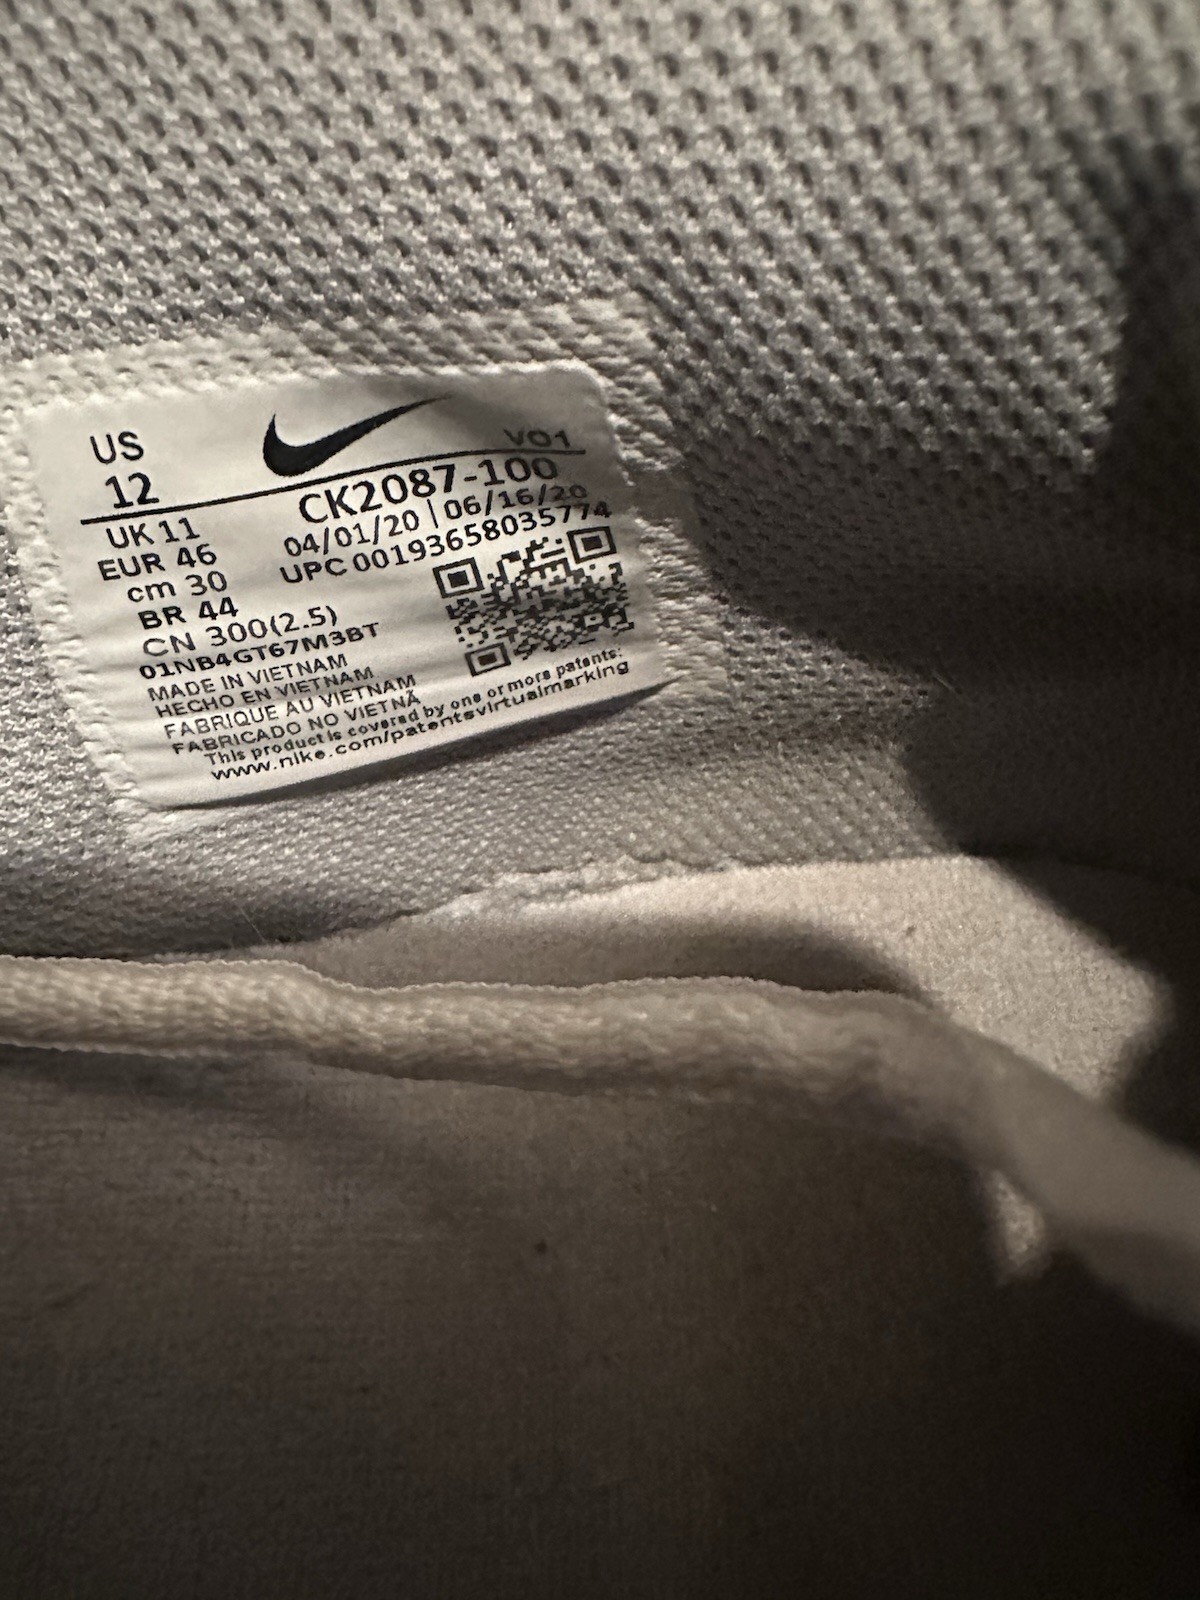 US
12
VO1
CK2087-100
04/01/20 | 06/16/20
UPC 00193658035774
UK 11
EUR 46
cm 30
BR 44
CN 300(2.5)
01NB4GT67M3BT
MADE IN VIETNAM
HECHO EN VIETNAM
FABRIQUE AU VIETNAM
FABRICADO NO VIETNÃ
This product is covered by one or more patents:
www.nike.com/patentsvirtualmarking